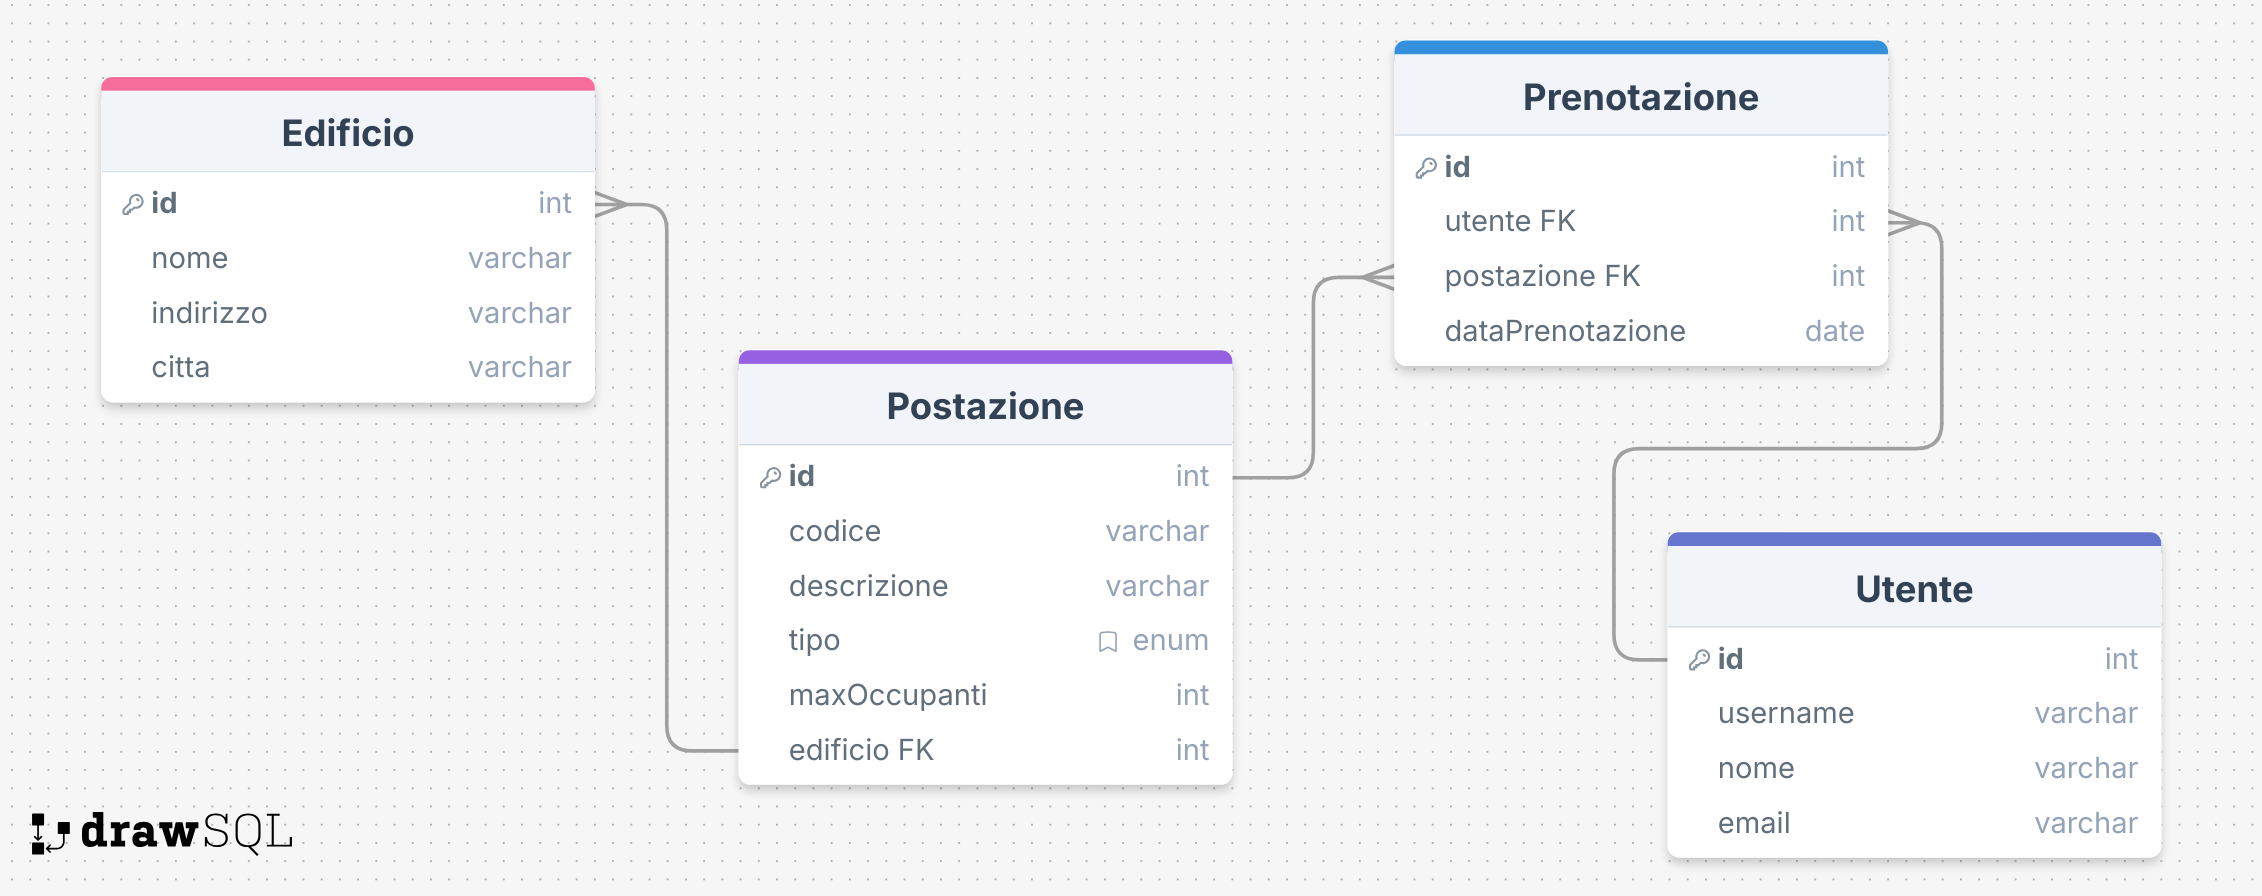 Edificio
id int
nome varchar
indirizzo varchar
citta varchar
Postazione
id int
codice varchar
descrizione varchar
tipo enum
maxOccupanti int
edificio FK int
Prenotazione
id int
utente FK int
postazione FK int
dataPrenotazione date
Utente
id int
username varchar
nome varchar
email varchar
drawSQL